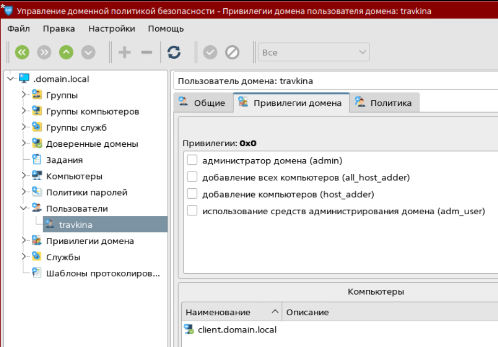 Управление доменной политикой безопасности - Привилегии домена пользователя домена: travkina
Файл Правка Настройки Помощь
Все
.domain.local
Группы
Группы компьютеров
Группы служб
Доверенные домены
Задания
Компьютеры
Политики паролей
Пользователи
travkina
Привилегии домена
Службы
Шаблоны протоколиров...
Пользователь домена: travkina
Общие Привилегии домена Политика
Привилегии: 0x0
администратор домена (admin)
добавление всех компьютеров (all_host_adder)
добавление компьютеров (host_adder)
использование средств администрирования домена (adm_user)
Компьютеры
Наименование Описание
client.domain.local